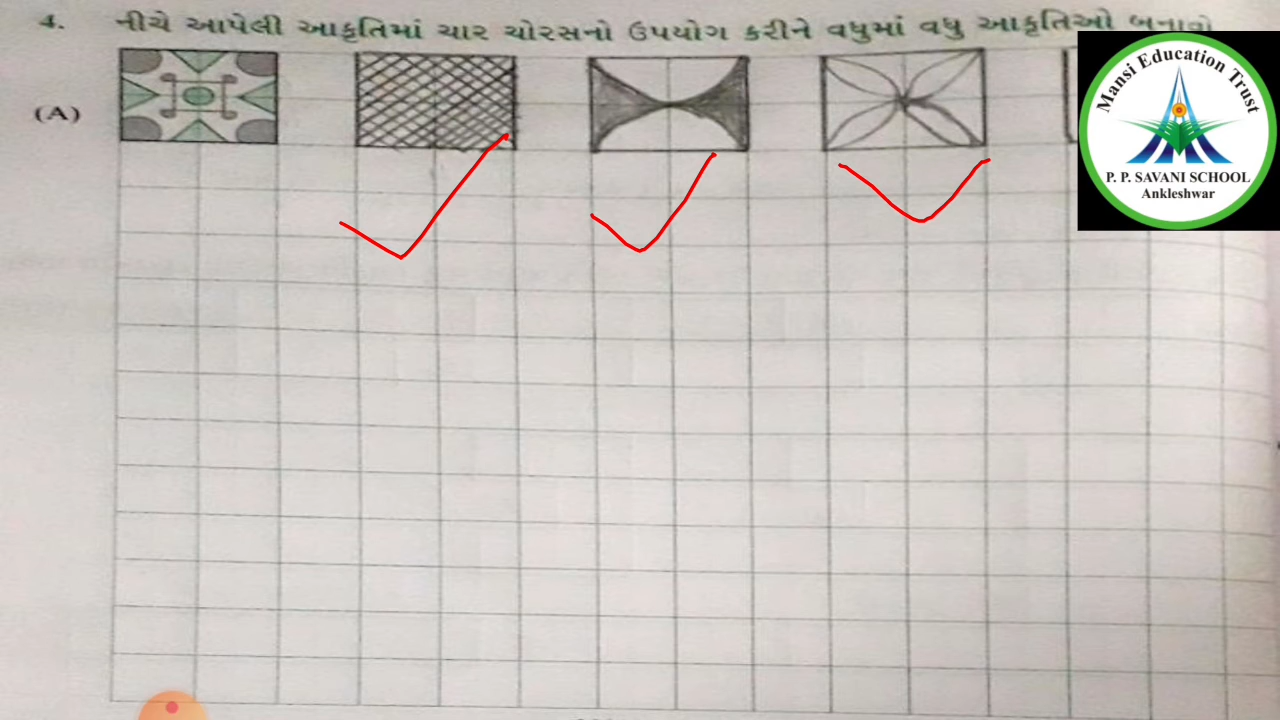 4. નીચે આપેલી આકૃતિમાં ચાર ચોરસનો ઉપયોગ કરીને વધુમાં વધુ આકૃતિઓ બનાવો
(A)
Mansi Education Trust
P. P. SAVANI SCHOOL
Ankleshwar